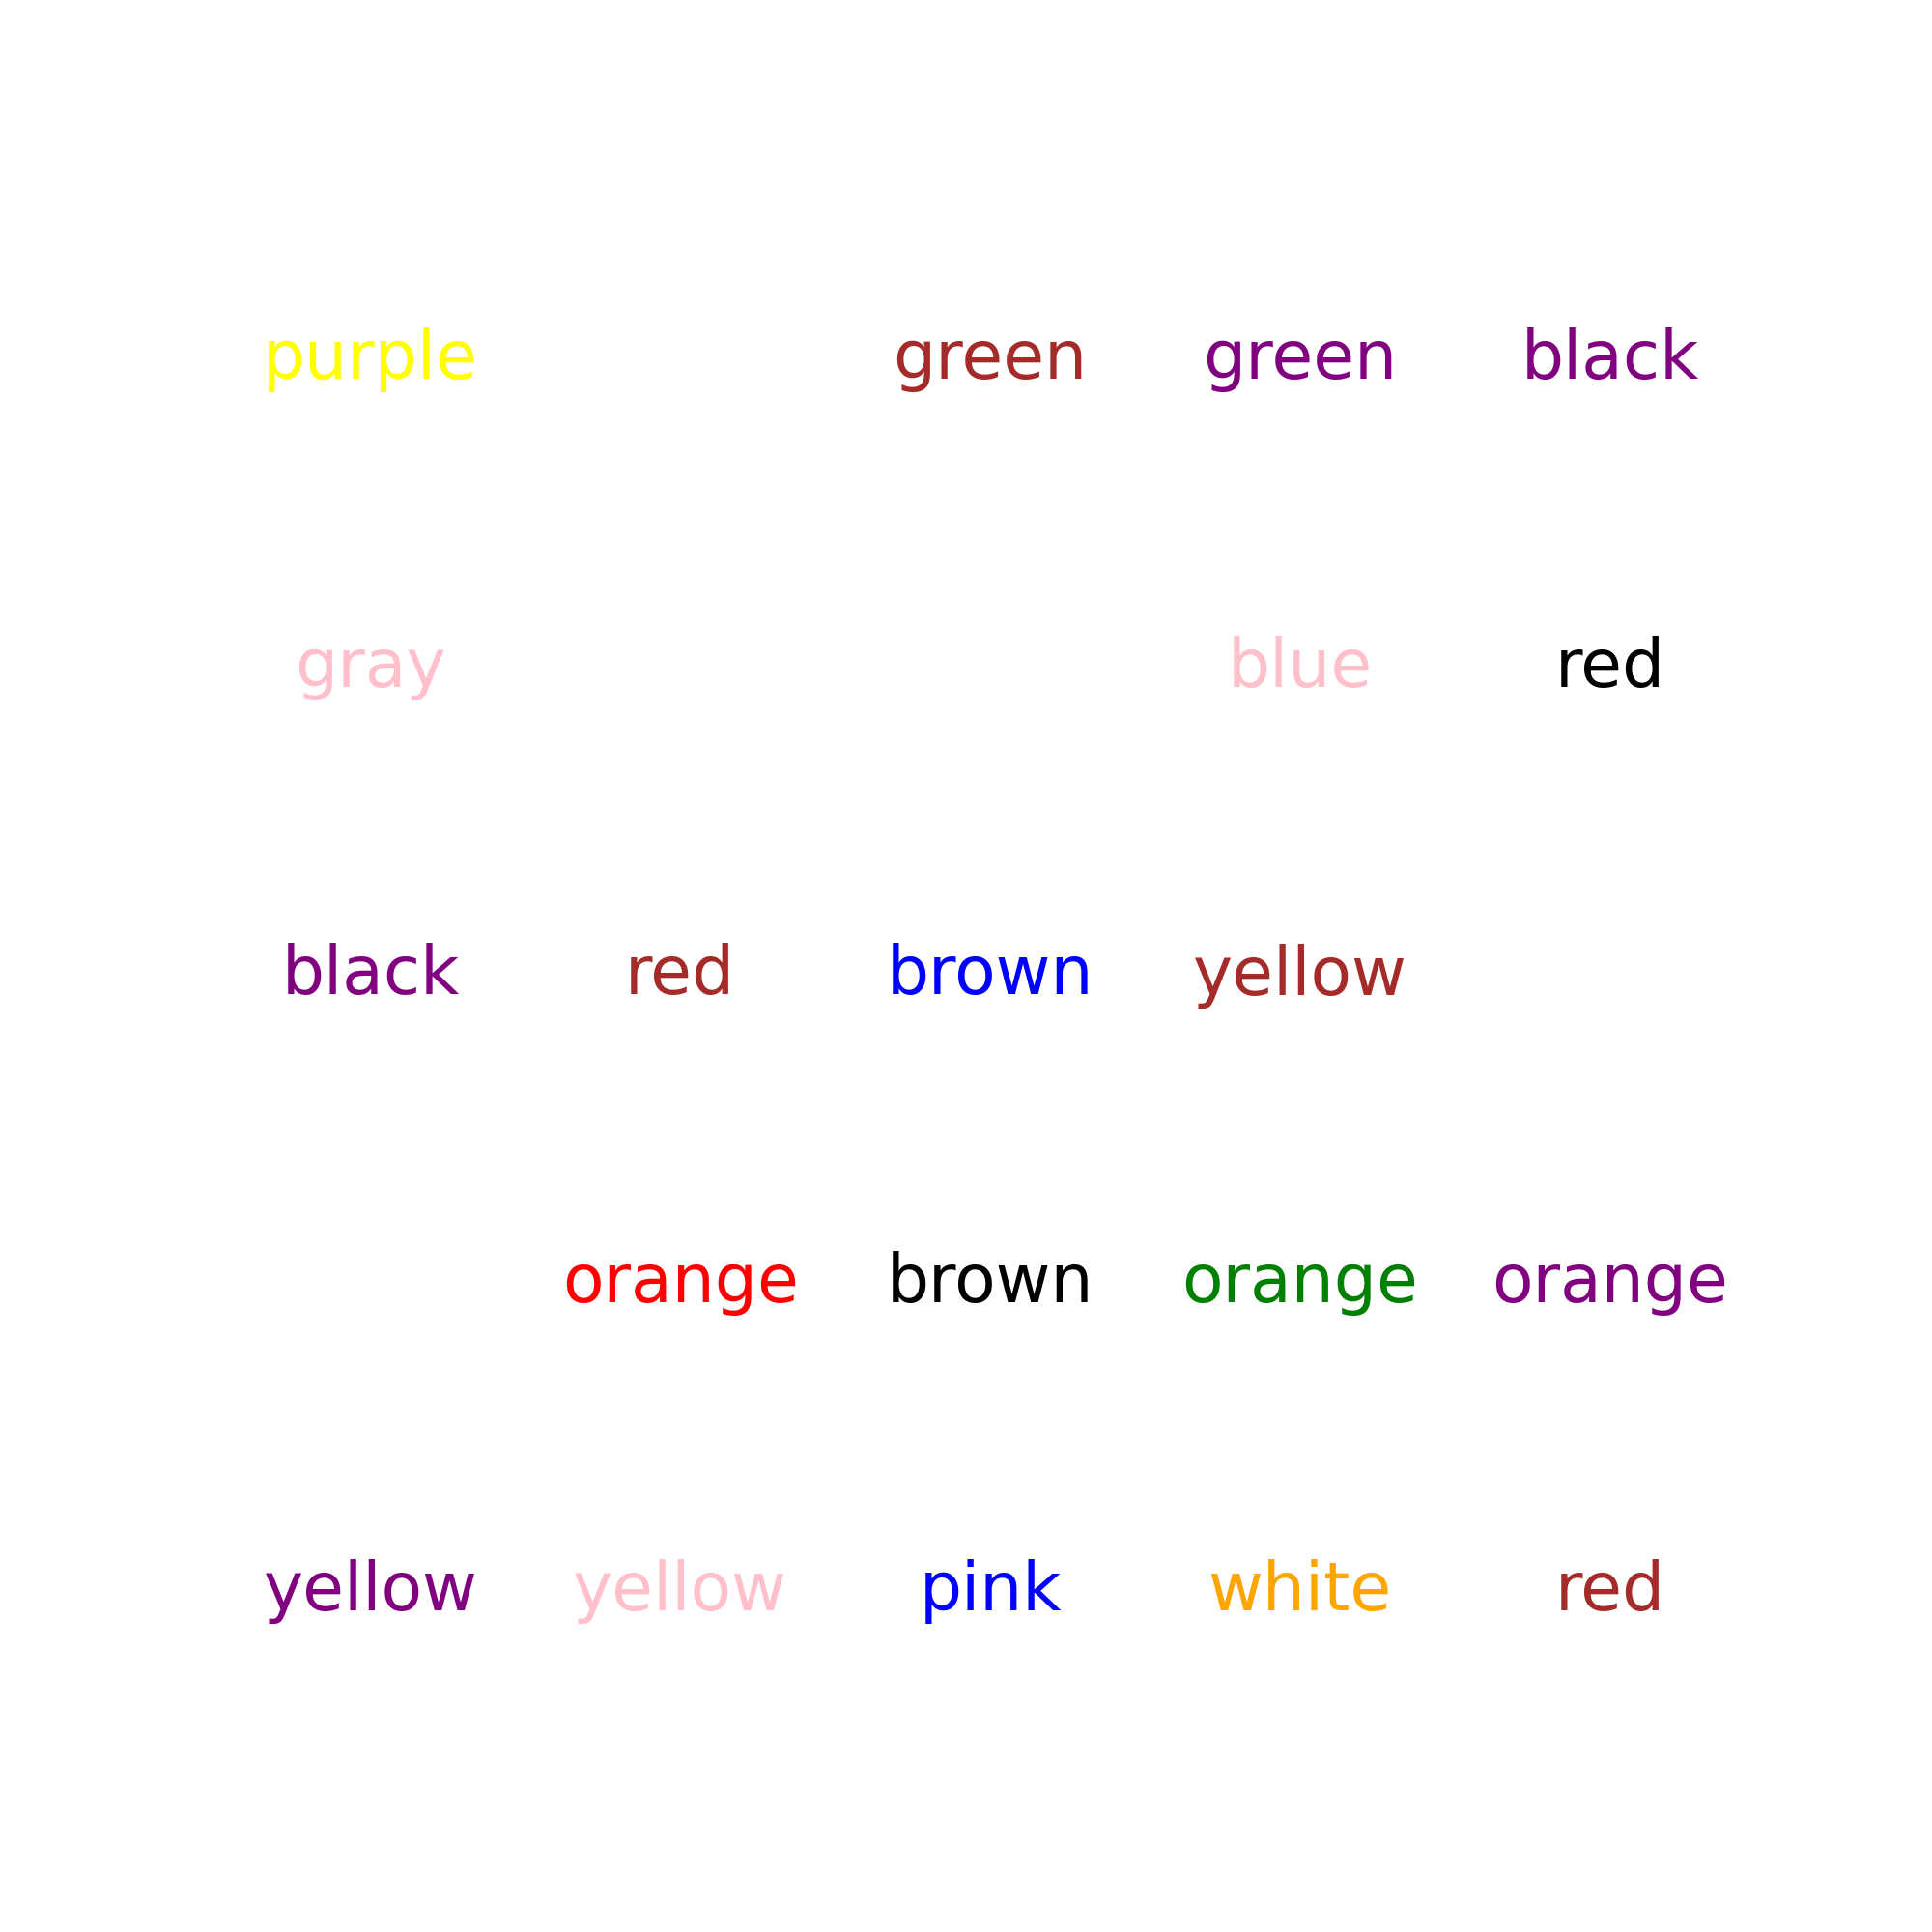 purple green green black
gray blue red
black red brown yellow
orange brown orange orange
yellow yellow pink white red